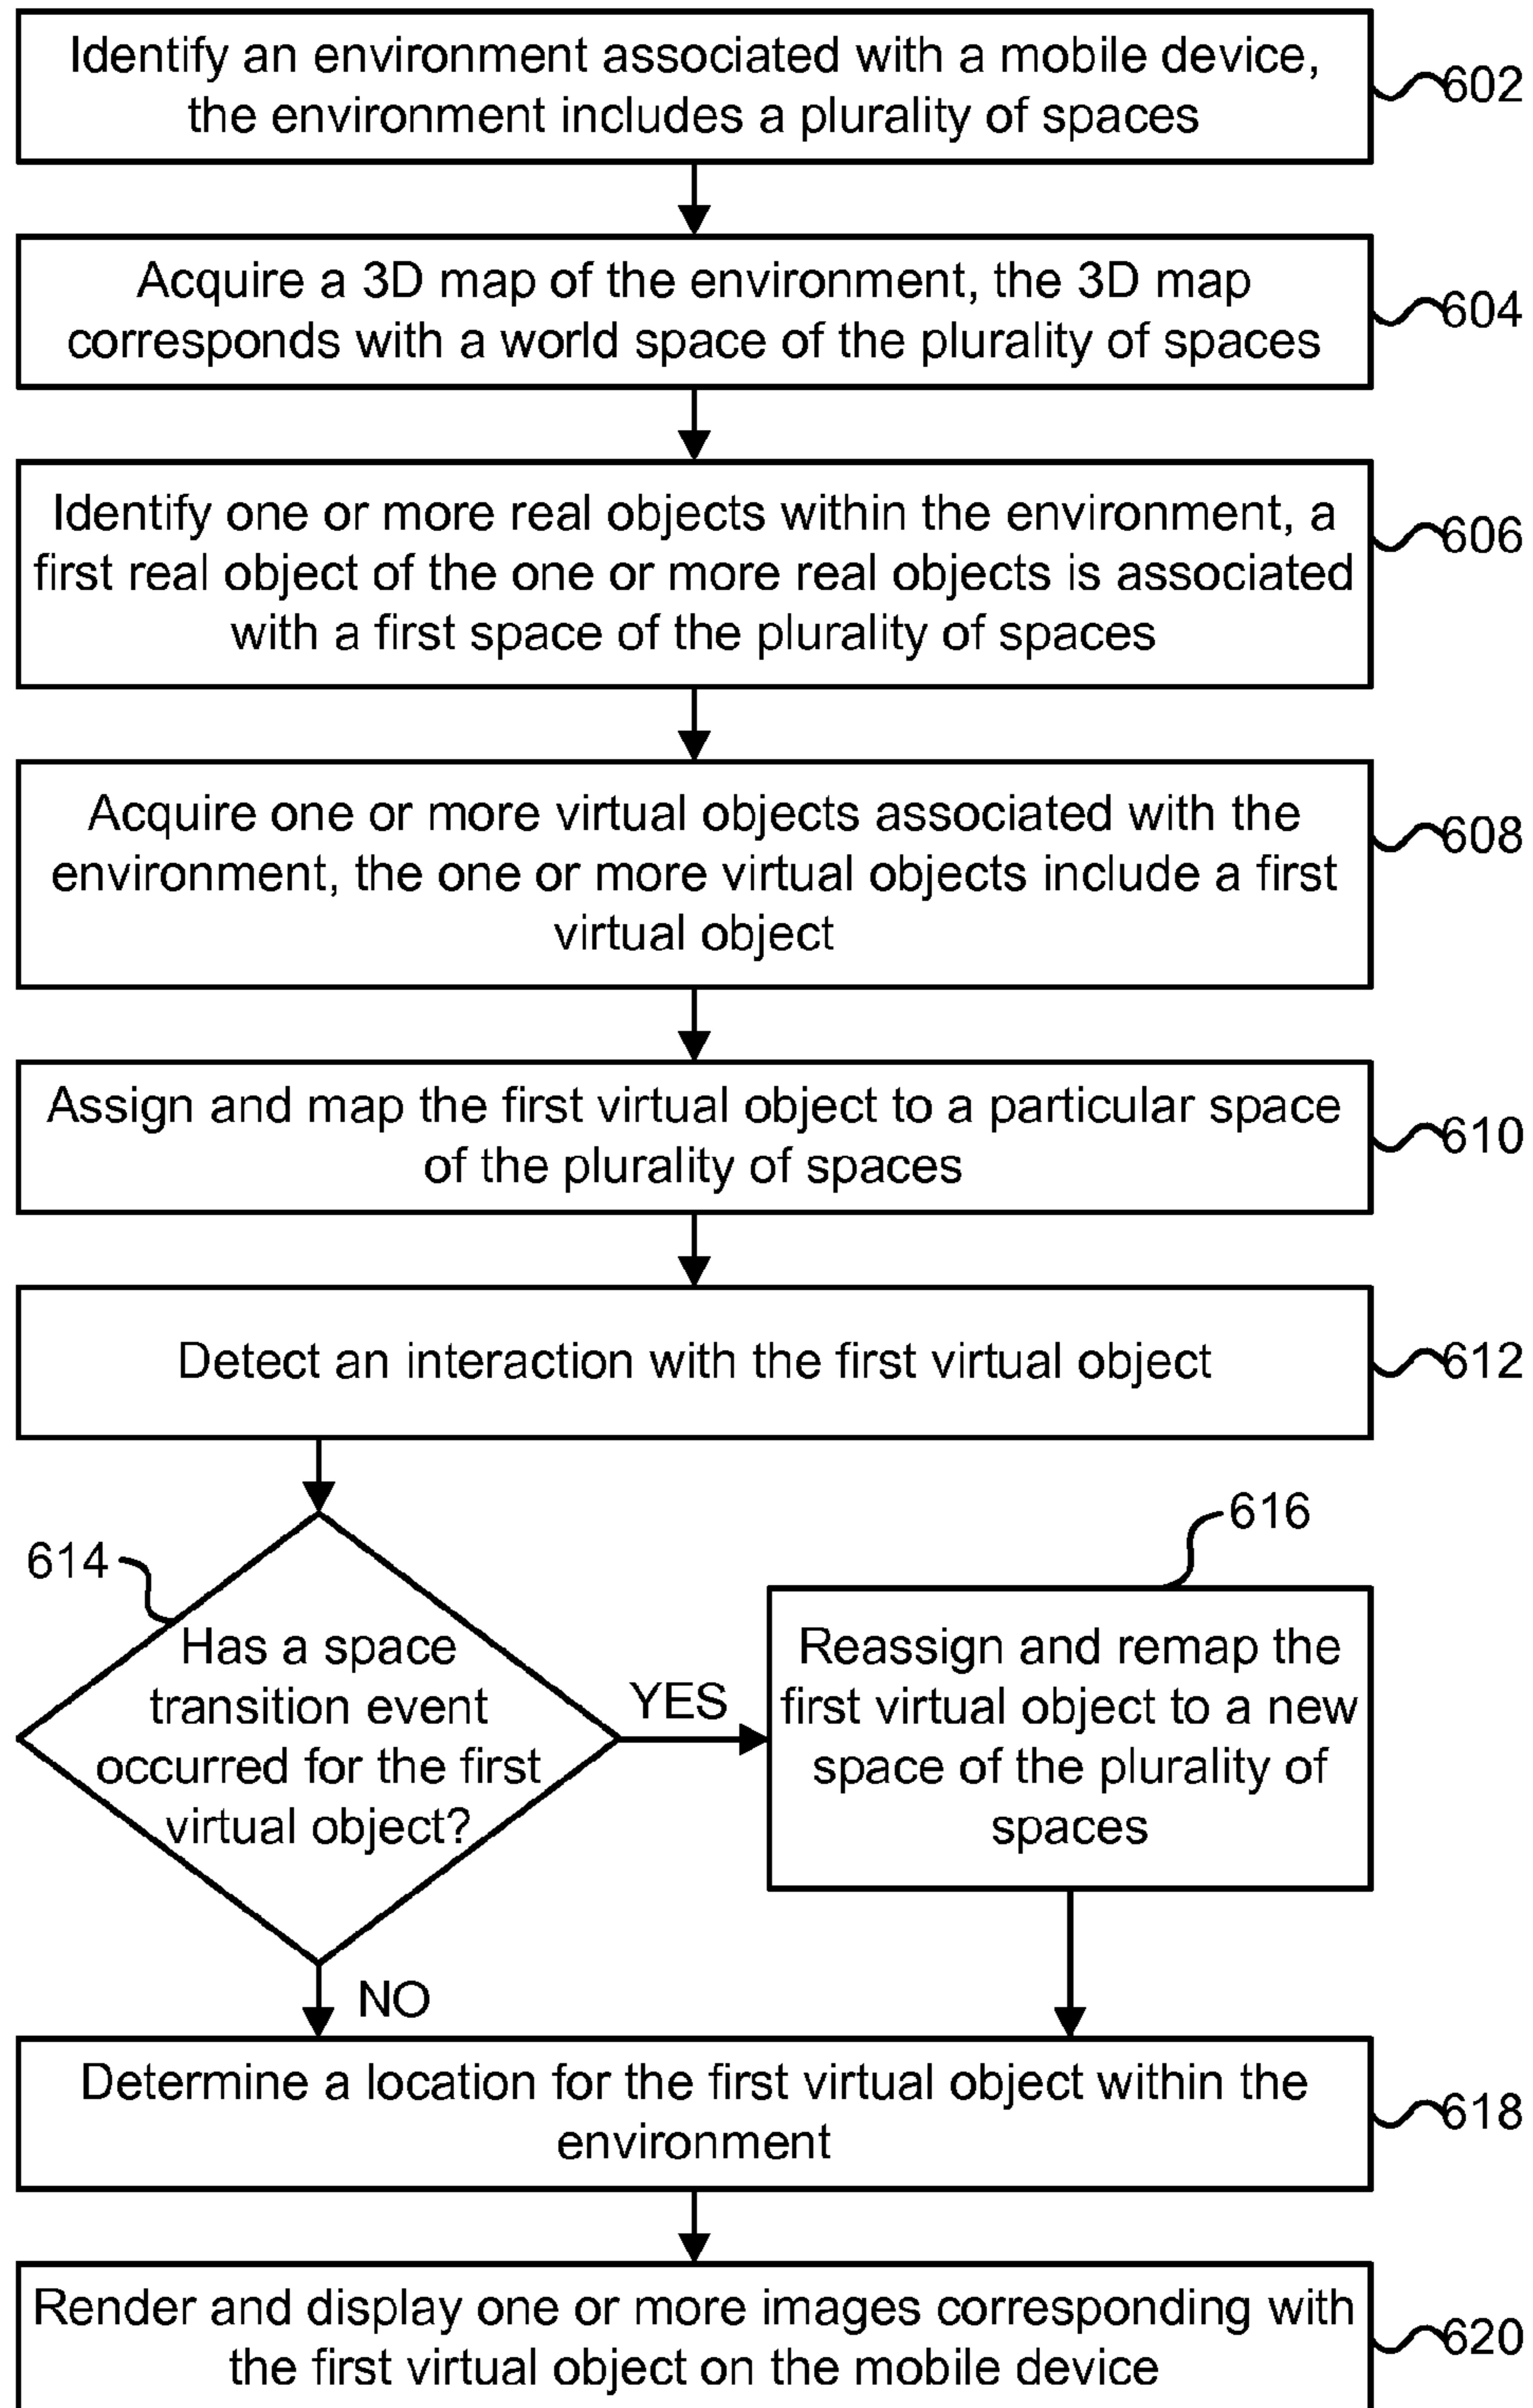 Identify an environment associated with a mobile device,
the environment includes a plurality of spaces
602
Acquire a 3D map of the environment, the 3D map
corresponds with a world space of the plurality of spaces
604
Identify one or more real objects within the environment, a
first real object of the one or more real objects is associated
with a first space of the plurality of spaces
606
Acquire one or more virtual objects associated with the
environment, the one or more virtual objects include a first
virtual object
608
Assign and map the first virtual object to a particular space
of the plurality of spaces
610
Detect an interaction with the first virtual object
612
614
Has a space
transition event
occurred for the first
virtual object?
YES
NO
616
Reassign and remap the
first virtual object to a new
space of the plurality of
spaces
Determine a location for the first virtual object within the
environment
618
Render and display one or more images corresponding with
the first virtual object on the mobile device
620